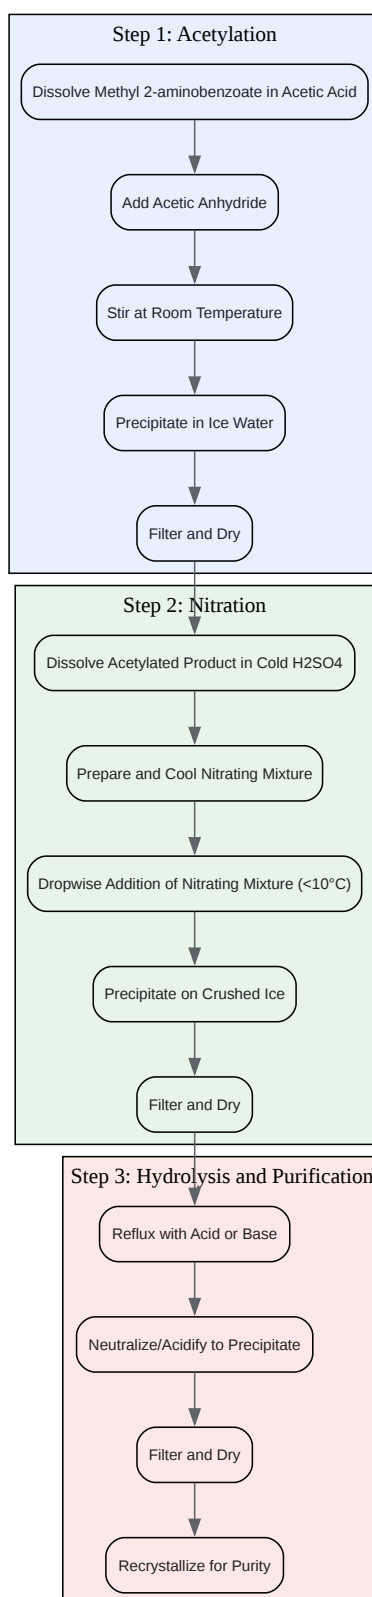 Step 1: Acetylation
Dissolve Methyl 2-aminobenzoate in Acetic Acid
Add Acetic Anhydride
Stir at Room Temperature
Precipitate in Ice Water
Filter and Dry
Step 2: Nitration
Dissolve Acetylated Product in Cold H2SO4
Prepare and Cool Nitrating Mixture
Dropwise Addition of Nitrating Mixture (<10°C)
Precipitate on Crushed Ice
Filter and Dry
Step 3: Hydrolysis and Purification
Reflux with Acid or Base
Neutralize/Acidify to Precipitate
Filter and Dry
Recrystallize for Purity